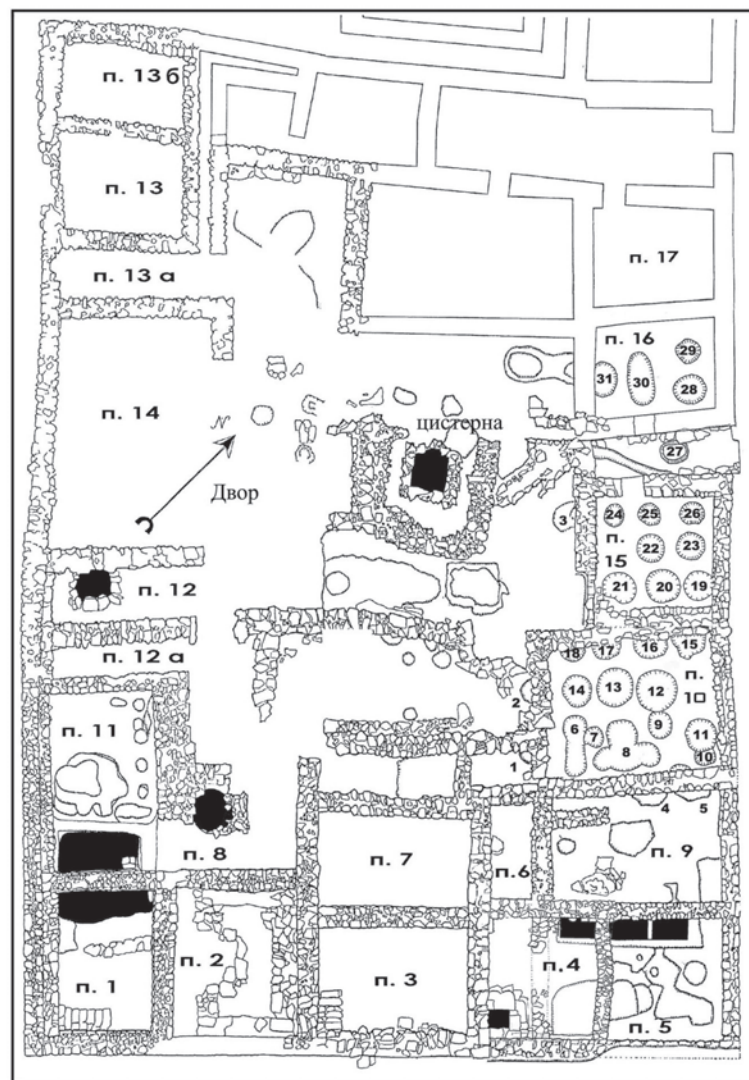 п. 13б
п. 13
п. 13 а
п. 17
п. 16
29
31
30
28
п. 14
цистерна
27
Двор
3
24
25
26
п. 15
22
23
21
20
19
п. 12
п. 12 а
18
17
16
15
п. 10
14
13
12
2
п. 11
6
7
9
11
8
10
1
4
5
п. 8
п. 7
п.6
п. 9
п. 1
п. 2
п. 3
п. 4
п. 5